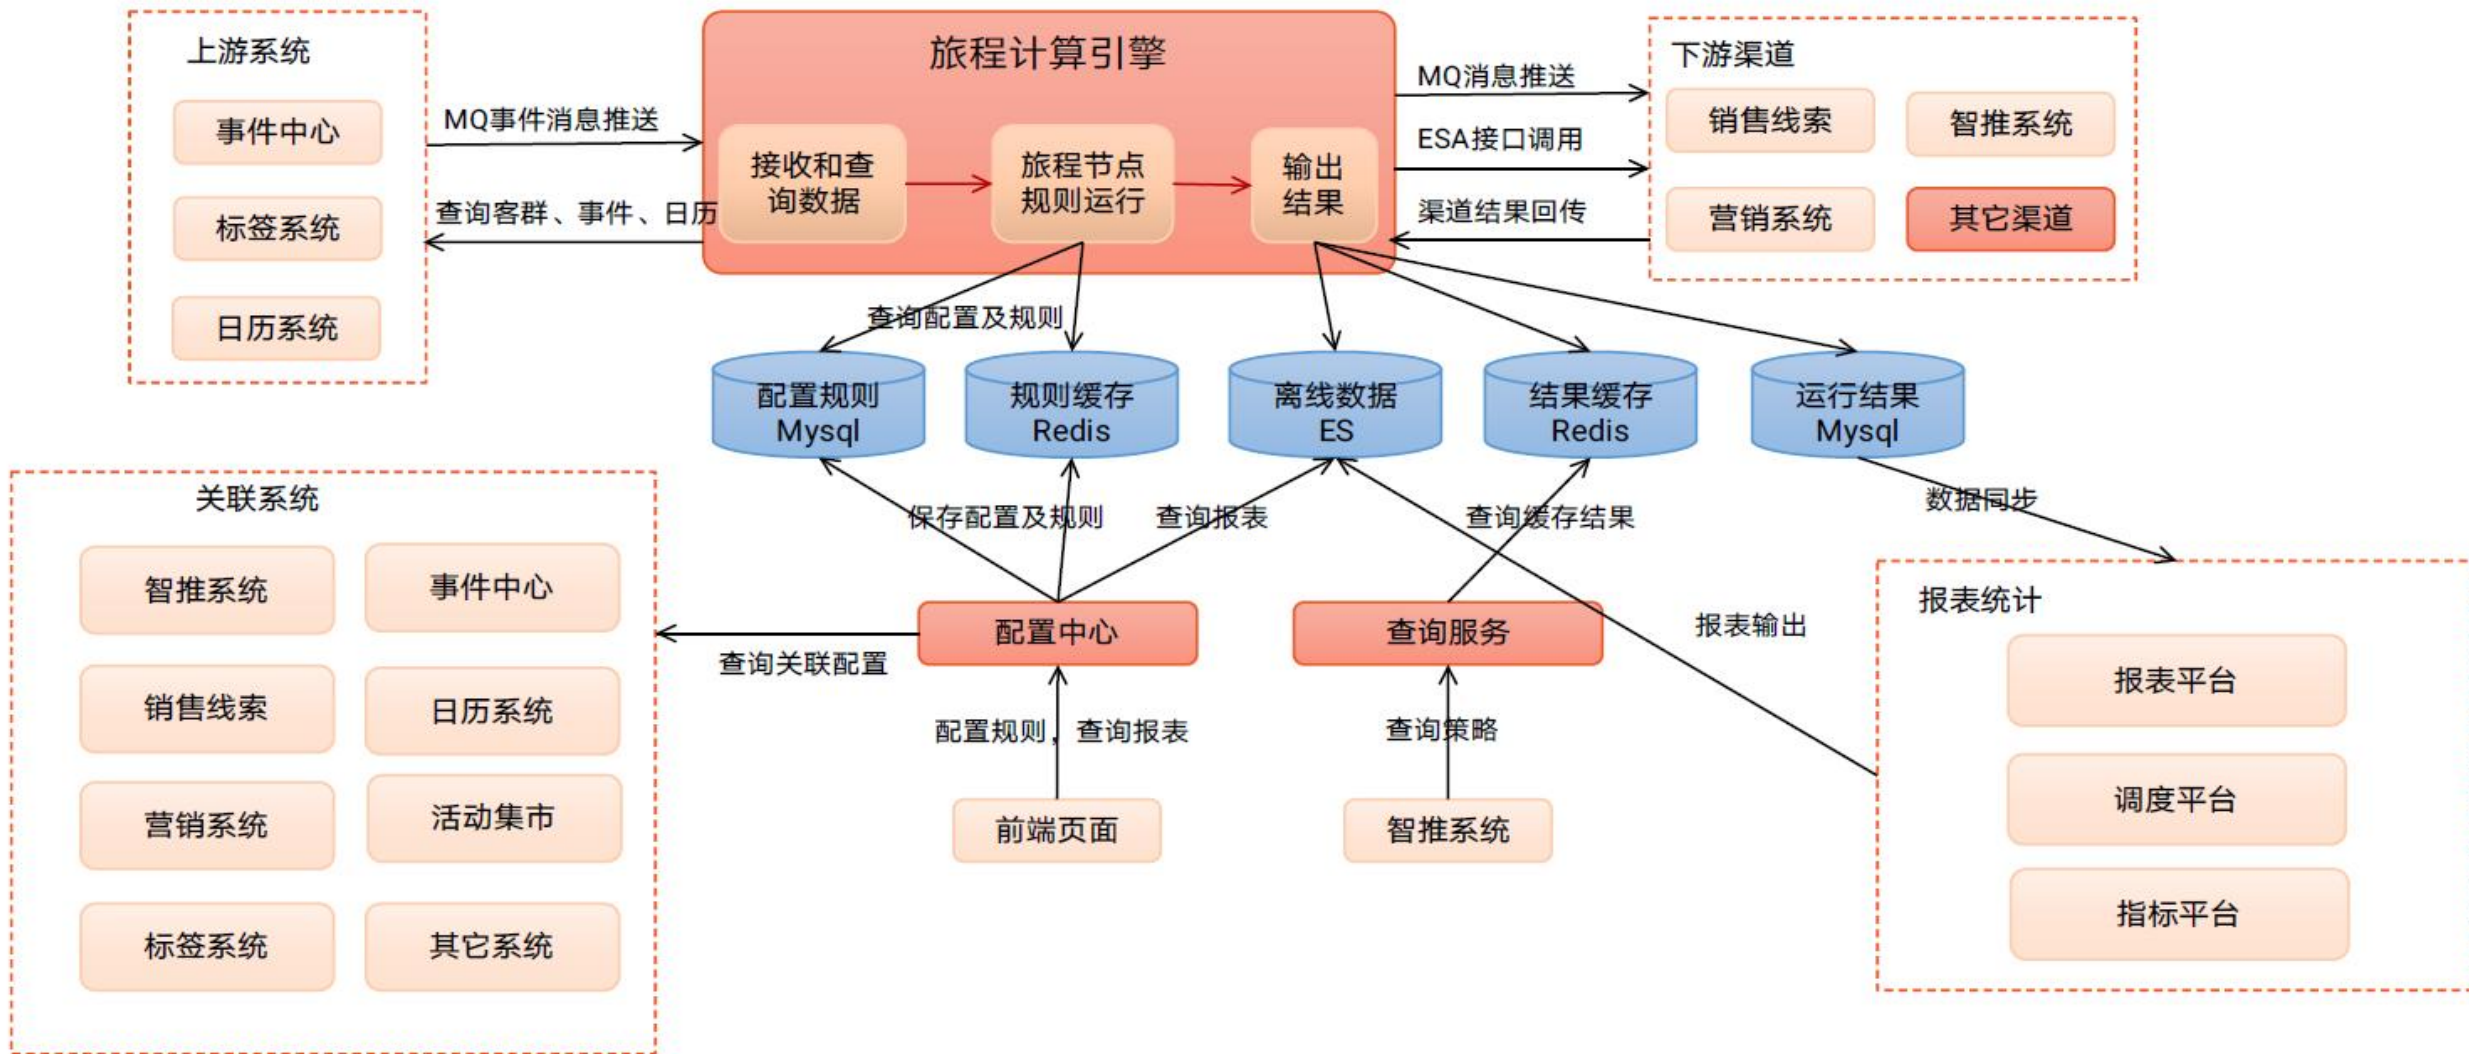 上游系统
事件中心
标签系统
日历系统
MQ事件消息推送
查询客群、事件、日历
旅程计算引擎
接收和查
询数据
旅程节点
规则运行
输出
结果
MQ消息推送
ESA接口调用
渠道结果回传
下游渠道
销售线索
智推系统
营销系统
其它渠道
查询配置及规则
配置规则
Mysql
规则缓存
Redis
离线数据
ES
结果缓存
Redis
运行结果
Mysql
保存配置及规则
查询报表
查询缓存结果
数据同步
关联系统
智推系统
事件中心
销售线索
日历系统
营销系统
活动集市
标签系统
其它系统
查询关联配置
配置中心
查询服务
报表输出
配置规则，查询报表
查询策略
前端页面
智推系统
报表统计
报表平台
调度平台
指标平台